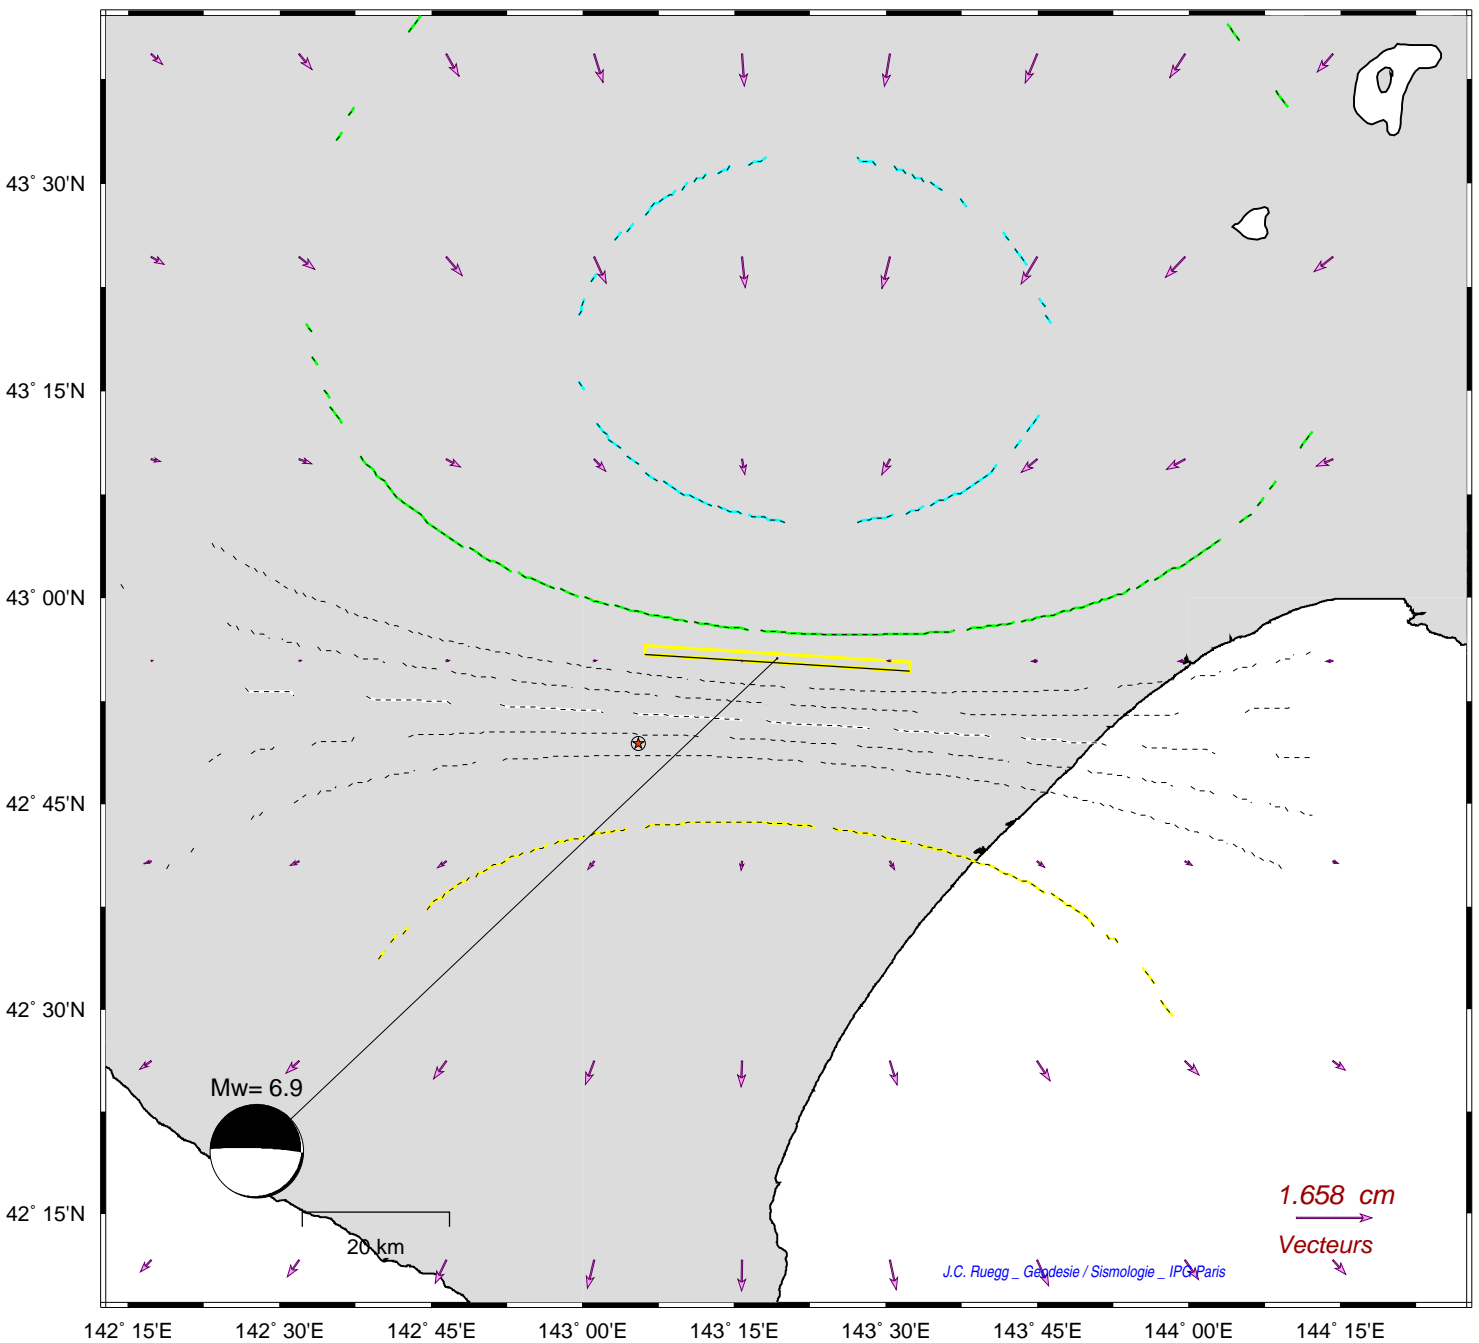 43° 30'N
43° 15'N
43° 00'N
42° 45'N
42° 30'N
42° 15'N
Mw= 6.9
20 km
1.658 cm
Vecteurs
J.C. Ruegg _ Geodesie / Sismologie _ IPG Paris
142° 15'E 142° 30'E 142° 45'E 143° 00'E 143° 15'E 143° 30'E 143° 45'E 144° 00'E 144° 15'E